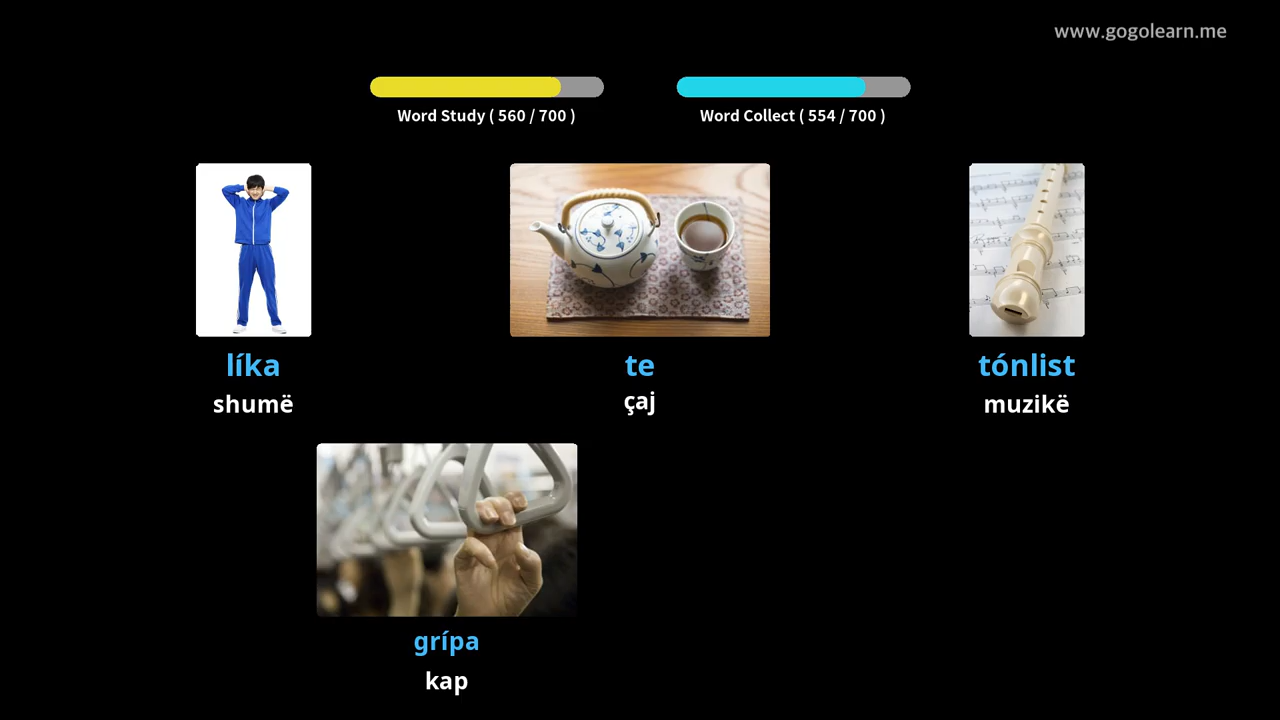 www.gogolearn.me
Word Study ( 560 / 700 )
Word Collect ( 554 / 700 )
líka
shumë
te
çaj
tónlist
muzikë
grípa
kap